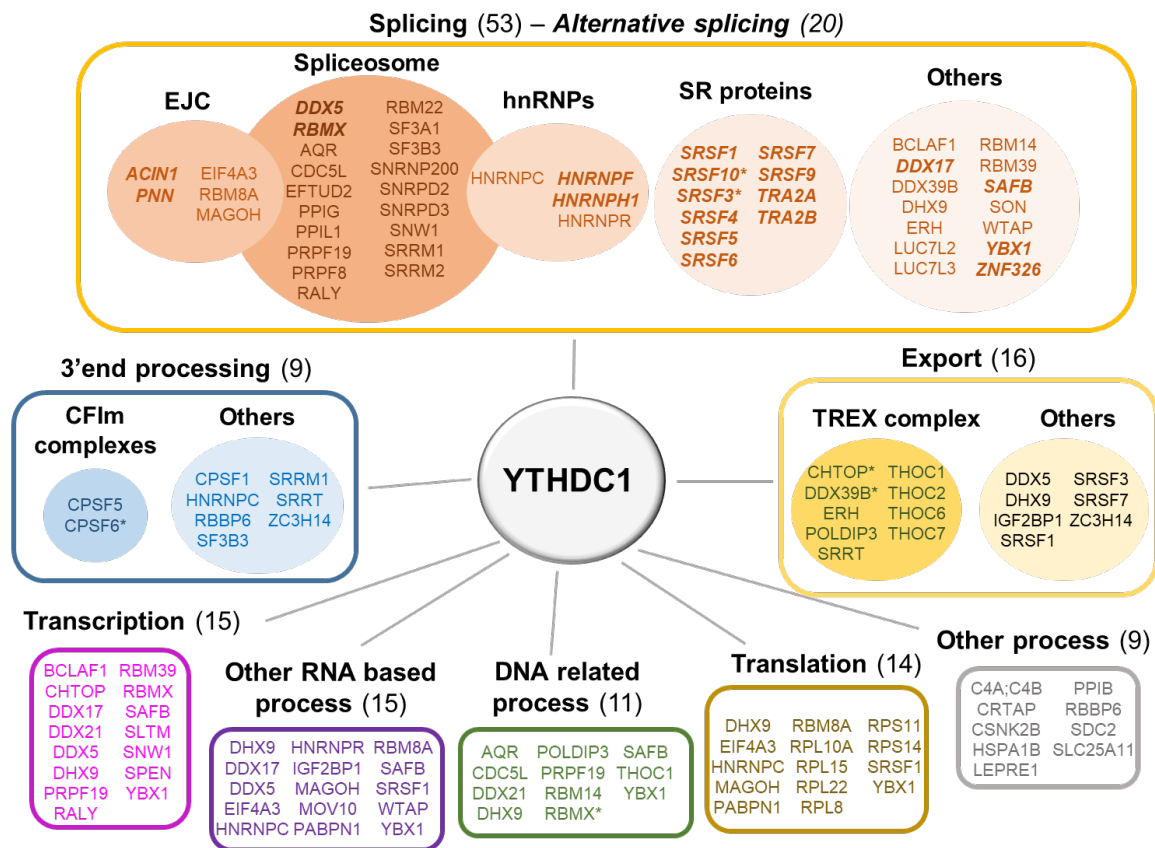 Splicing (53) – Alternative splicing (20)
EJC
ACIN1
PNN
EIF4A3
RBM8A
MAGOH
Spliceosome
DDX5
RBMX
AQR
CDC5L
EFTUD2
PPIG
PPIL1
PRPF19
PRPF8
RALY
RBM22
SF3A1
SF3B3
SNRNP200
SNRPD2
SNRPD3
SNW1
SRRM1
SRRM2
hnRNPs
HNRNPC
HNRNPF
HNRNPH1
HNRNPR
SR proteins
SRSF1
SRSF10*
SRSF3*
SRSF4
SRSF5
SRSF6
SRSF7
SRSF9
TRA2A
TRA2B
Others
BCLAF1
DDX17
DDX39B
DHX9
ERH
LUC7L2
LUC7L3
RBM14
RBM39
SAFB
SON
WTAP
YBX1
ZNF326
3'end processing (9)
CFIm
complexes
CPSF5
CPSF6*
Others
CPSF1
HNRNPC
RBBP6
SF3B3
SRRM1
SRRT
ZC3H14
YTHDC1
Export (16)
TREX complex
CHTOP*
DDX39B*
ERH
POLDIP3
SRRT
THOC1
THOC2
THOC6
THOC7
Others
DDX5
DHX9
IGF2BP1
SRSF1
SRSF3
SRSF7
ZC3H14
Transcription (15)
BCLAF1
CHTOP
DDX17
DDX21
DDX5
DHX9
PRPF19
RALY
RBM39
RBMX
SAFB
SLTM
SNW1
SPEN
YBX1
Other RNA based
process (15)
DHX9
DDX17
DDX5
EIF4A3
HNRNPC
HNRNPR
IGF2BP1
MAGOH
MOV10
PABPN1
RBM8A
SAFB
SRSF1
WTAP
YBX1
DNA related
process (11)
AQR
CDC5L
DDX21
DHX9
POLDIP3
PRPF19
RBM14
RBMX*
SAFB
THOC1
YBX1
Translation (14)
DHX9
EIF4A3
HNRNPC
MAGOH
PABPN1
RBM8A
RPL10A
RPL15
RPL22
RPL8
RPS11
RPS14
SRSF1
YBX1
Other process (9)
C4A;C4B
CRTAP
CSNK2B
HSPA1B
LEPRE1
PPIB
RBBP6
SDC2
SLC25A11